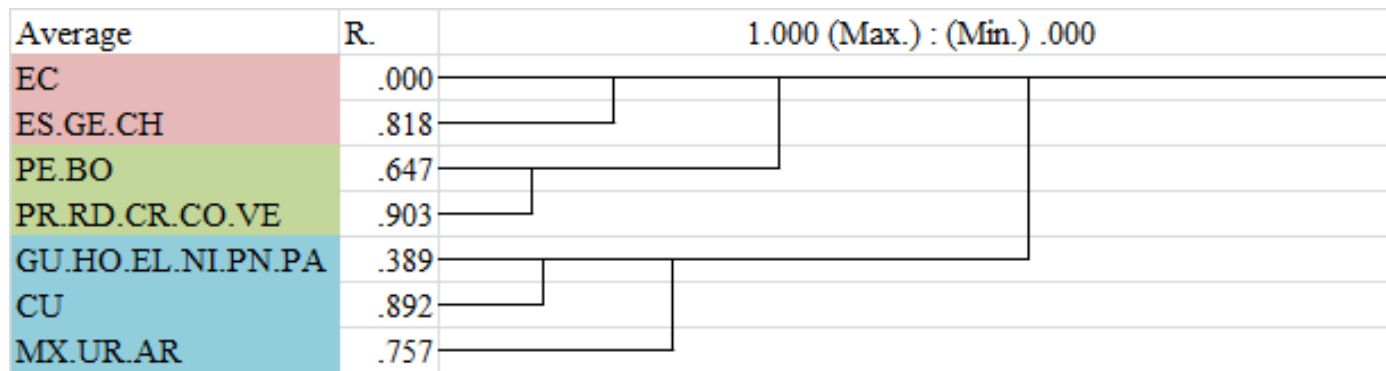 Average R. 1.000 (Max.) : (Min.) .000
EC .000
ES.GE.CH .818
PE.BO .647
PR.RD.CR.CO.VE .903
GU.HO.EL.NI.PN.PA .389
CU .892
MX.UR.AR .757